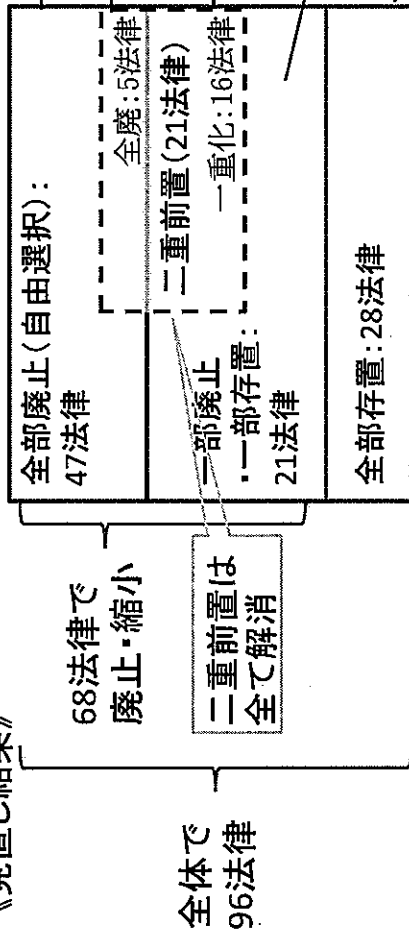 《見直し結果》
全体で
96法律
68法律で
廃止・縮小
二重前置は
全て解消
全部廃止(自由選択):
47法律
全廃:5法律
二重前置(21法律)
一重化:16法律
一部廃止
・一部存置:
21法律
全部存置:28法律